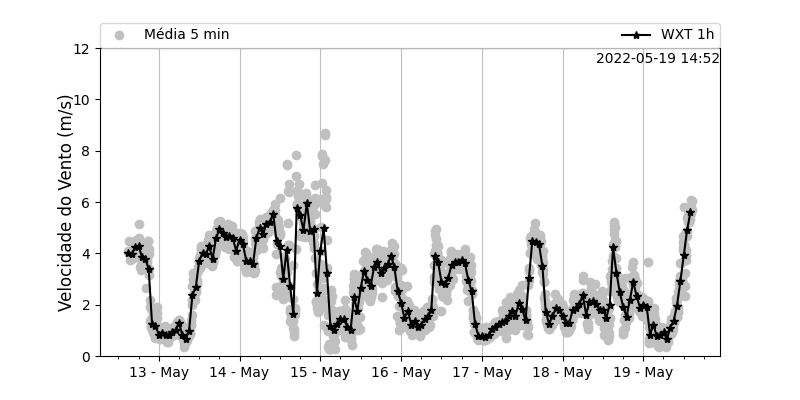 Média 5 min
WXT 1h
2022-05-19 14:52
Velocidade do Vento (m/s)
12
10
8
6
4
2
0
13 - May
14 - May
15 - May
16 - May
17 - May
18 - May
19 - May